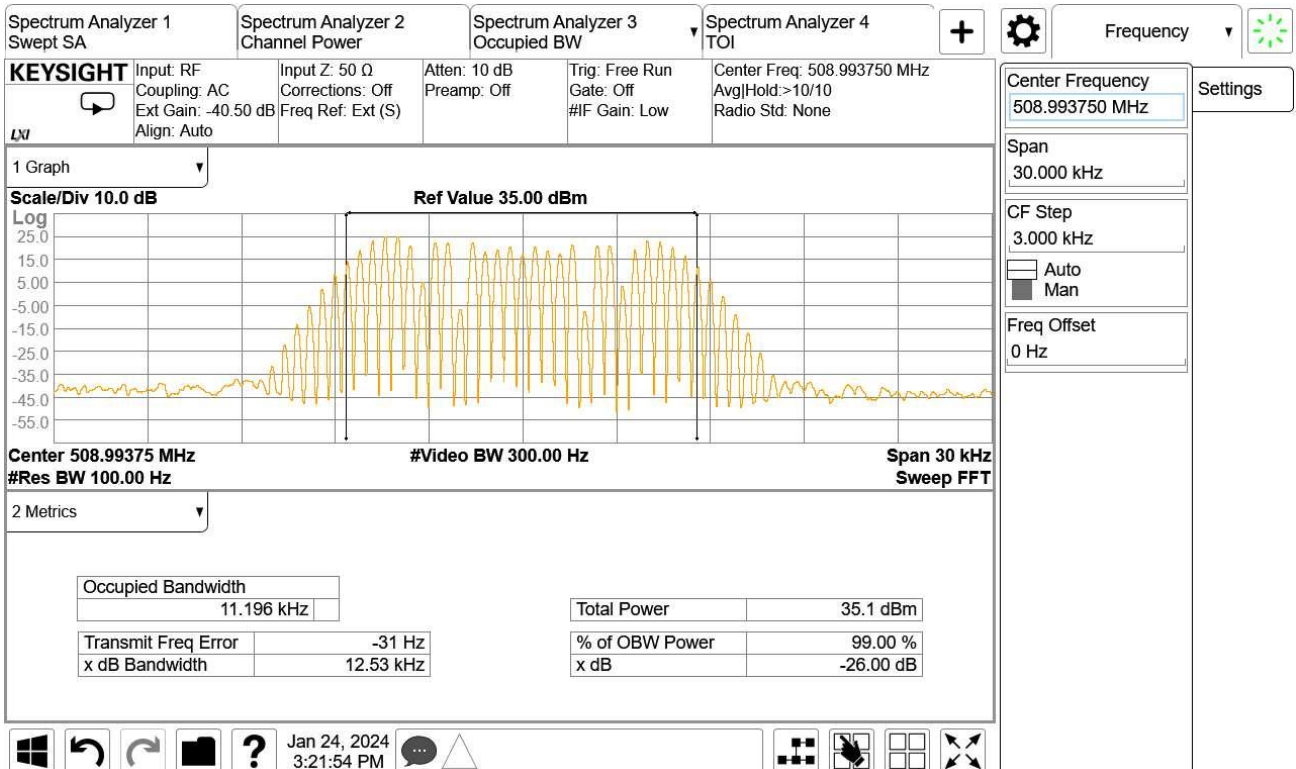 Spectrum Analyzer 1
Swept SA
Spectrum Analyzer 2
Channel Power
Spectrum Analyzer 3
Occupied BW
Spectrum Analyzer 4
TOI
+
Frequency
KEYSIGHT
LXI
Input: RF
Coupling: AC
Ext Gain: -40.50 dB
Align: Auto
Input Z: 50 Ω
Corrections: Off
Freq Ref: Ext (S)
Atten: 10 dB
Preamp: Off
Trig: Free Run
Gate: Off
#IF Gain: Low
Center Freq: 508.993750 MHz
Avg|Hold:>10/10
Radio Std: None
Center Frequency
508.993750 MHz
Settings
Span
30.000 kHz
CF Step
3.000 kHz
Auto
Man
Freq Offset
0 Hz
1 Graph
Scale/Div 10.0 dB
Ref Value 35.00 dBm
Log
25.0
15.0
5.00
-5.00
-15.0
-25.0
-35.0
-45.0
-55.0
Center 508.99375 MHz
#Video BW 300.00 Hz
Span 30 kHz
#Res BW 100.00 Hz
Sweep FFT
2 Metrics
Occupied Bandwidth
11.196 kHz
Total Power 35.1 dBm
Transmit Freq Error -31 Hz
% of OBW Power 99.00 %
x dB Bandwidth 12.53 kHz
x dB -26.00 dB
?
Jan 24, 2024
3:21:54 PM